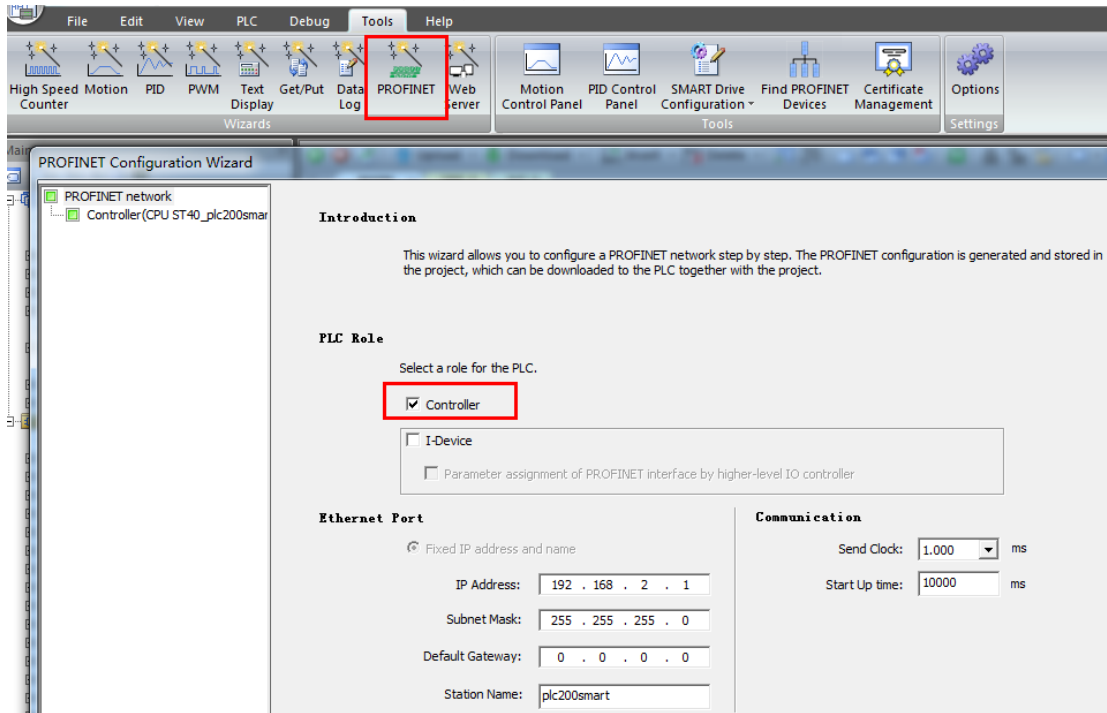 File Edit View PLC Debug Tools Help
High Speed Counter Motion PID PWM Text Display Get/Put Data Log PROFINET Web Server Motion Control Panel PID Control Panel SMART Drive Configuration Find PROFINET Devices Certificate Management Options
Wizards Tools Settings
PROFINET Configuration Wizard
PROFINET network
Controller(CPU ST40_plc200smar
Introduction
This wizard allows you to configure a PROFINET network step by step. The PROFINET configuration is generated and stored in
the project, which can be downloaded to the PLC together with the project.
PLC Role
Select a role for the PLC.
Controller
I-Device
Parameter assignment of PROFINET interface by higher-level IO controller
Ethernet Port Communication
Fixed IP address and name Send Clock: 1.000 ms
IP Address: 192 . 168 . 2 . 1 Start Up time: 10000 ms
Subnet Mask: 255 . 255 . 255 . 0
Default Gateway: 0 . 0 . 0 . 0
Station Name: plc200smart